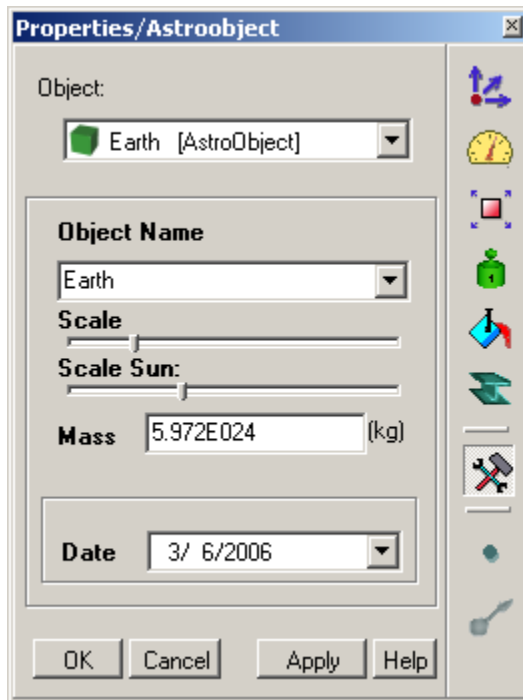 Properties/Astroobject
Object:
Earth [AstroObject]
Object Name
Earth
Scale
Scale Sun:
Mass 5.972E024 (kg)
Date 3/ 6/2006
OK Cancel Apply Help
1